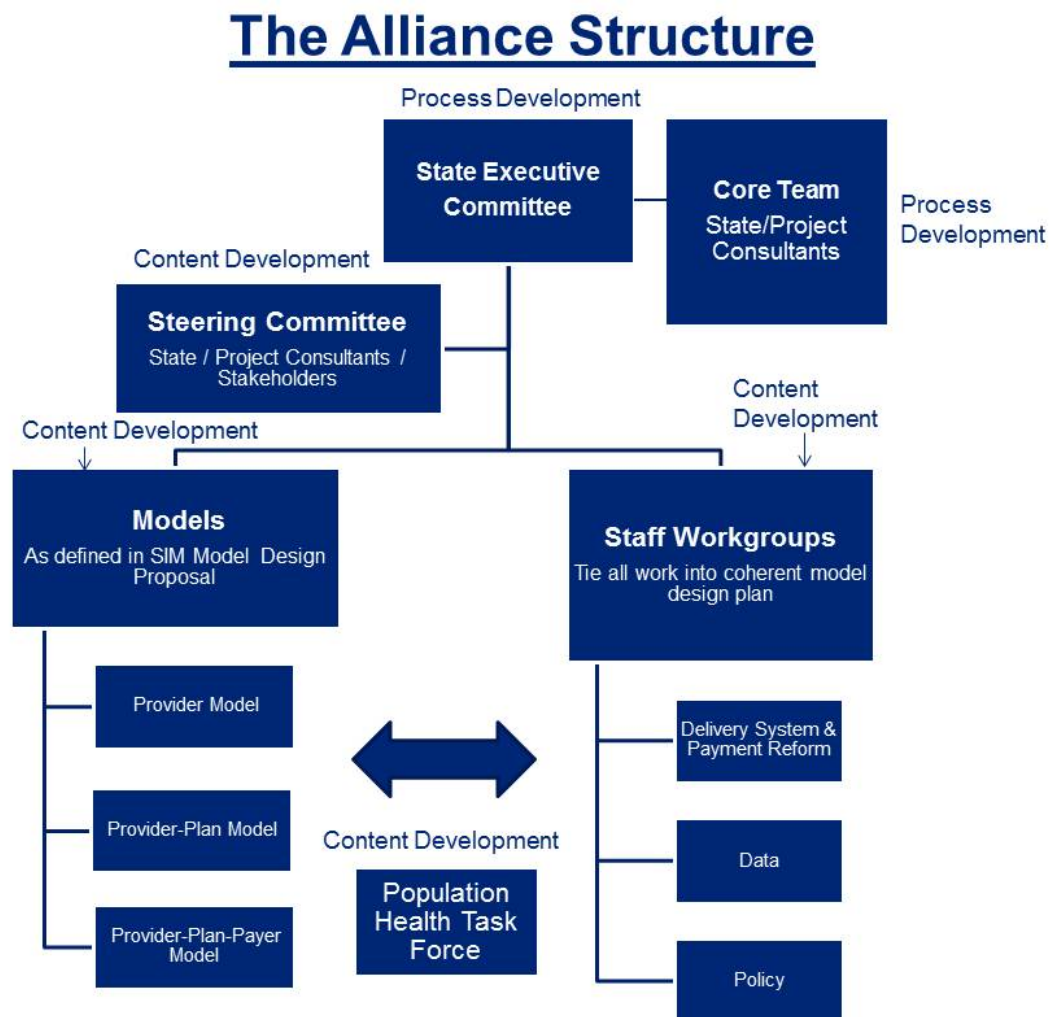 The Alliance Structure
Process Development
State Executive
Committee
Core Team
State/Project
Consultants
Process
Development
Content Development
Steering Committee
State / Project Consultants /
Stakeholders
Content
Development
Content Development
Models
As defined in SIM Model Design
Proposal
Staff Workgroups
Tie all work into coherent model
design plan
Provider Model
Provider-Plan Model
Provider-Plan-Payer
Model
Content Development
Population
Health Task
Force
Delivery System &
Payment Reform
Data
Policy